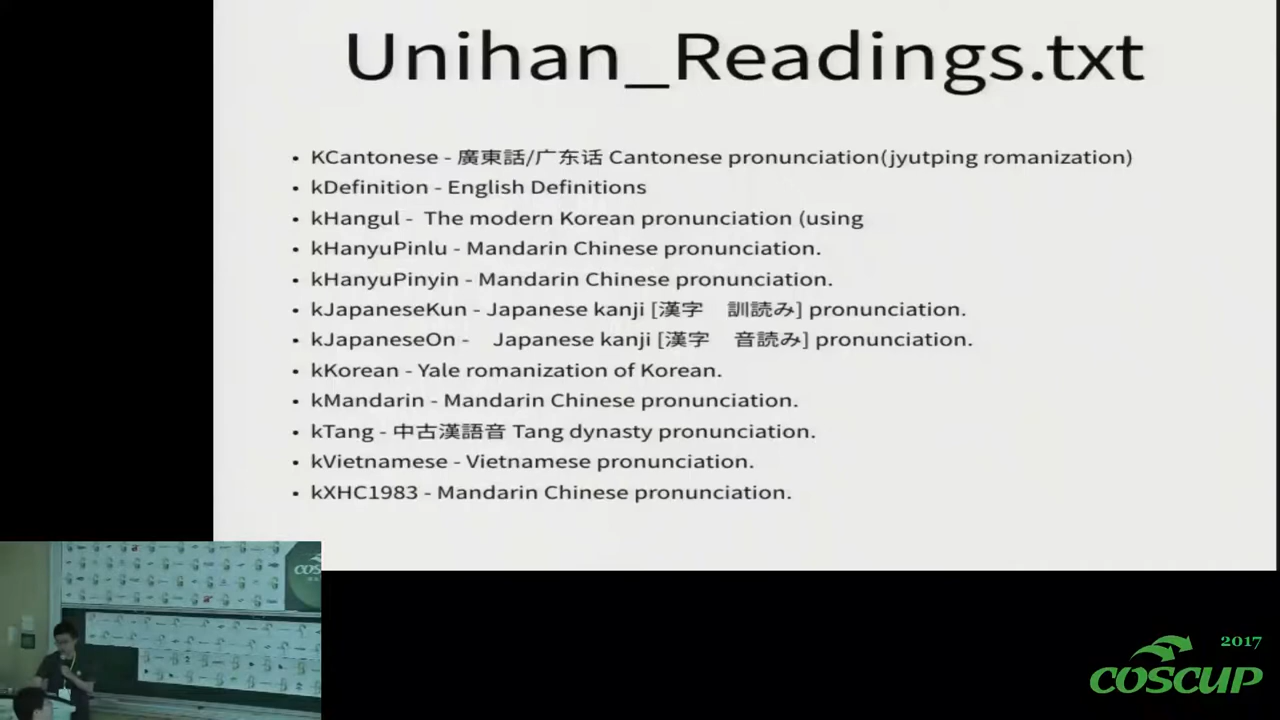 Unihan_Readings.txt
• KCantonese - 廣東話/广东话 Cantonese pronunciation(jyutping romanization)
• kDefinition - English Definitions
• kHangul -  The modern Korean pronunciation (using
• kHanyuPinlu - Mandarin Chinese pronunciation.
• kHanyuPinyin - Mandarin Chinese pronunciation.
• kJapaneseKun - Japanese kanji [漢字　訓読み] pronunciation.
• kJapaneseOn -　Japanese kanji [漢字　音読み] pronunciation.
• kKorean - Yale romanization of Korean.
• kMandarin - Mandarin Chinese pronunciation.
• kTang - 中古漢語音 Tang dynasty pronunciation.
• kVietnamese - Vietnamese pronunciation.
• kXHC1983 - Mandarin Chinese pronunciation.
2017
COSCUP